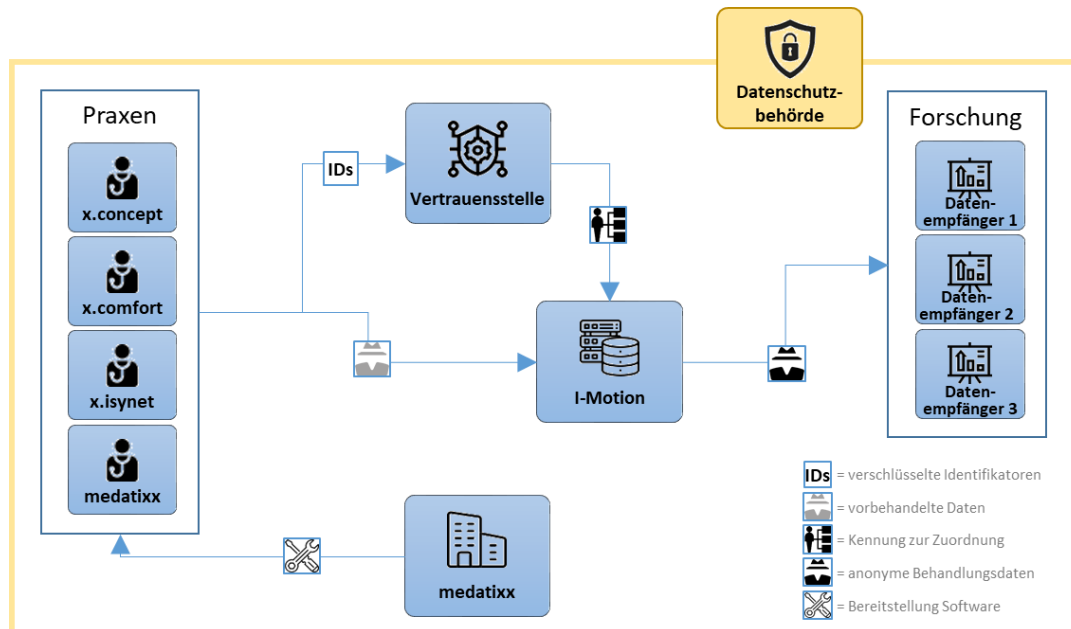 Datenschutz-
behörde
Praxen
x.concept
x.comfort
x.isynet
medatixx
IDs
Vertrauensstelle
I-Motion
medatixx
Forschung
Daten-
empfänger 1
Daten-
empfänger 2
Daten-
empfänger 3
IDs = verschlüsselte Identifikatoren
= vorbehandelte Daten
= Kennung zur Zuordnung
= anonyme Behandlungsdaten
= Bereitstellung Software